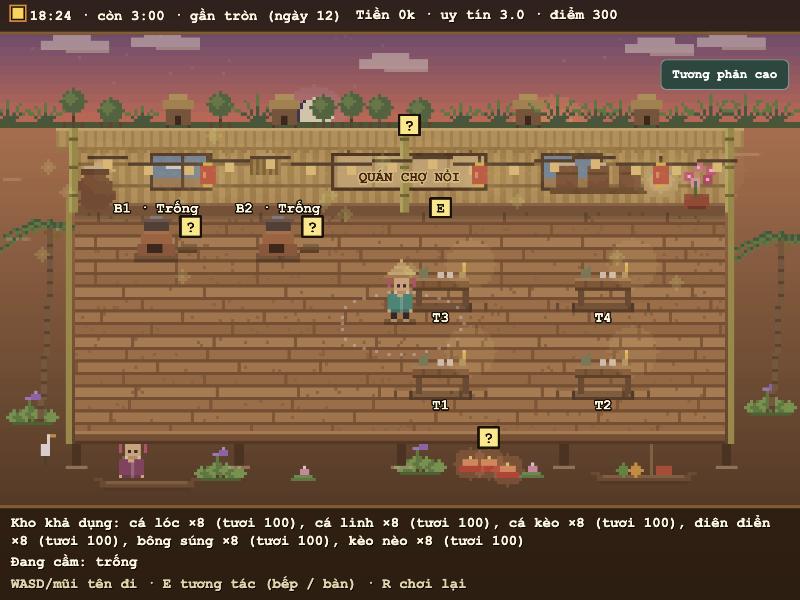 18:24 · còn 3:00 · gần tròn (ngày 12) Tiền 0k · uy tín 3.0 · điểm 300
Tương phản cao
?
QUÁN CHỢ NỔI
B1 · Trống
B2 · Trống
E
?
?
T3
T4
T1
T2
?
Kho khả dụng: cá lóc ×8 (tươi 100), cá linh ×8 (tươi 100), cá kèo ×8 (tươi 100), điên điển
×8 (tươi 100), bông súng ×8 (tươi 100), kèo nèo ×8 (tươi 100)
Đang cầm: trống
WASD/mũi tên đi · E tương tác (bếp / bàn) · R chơi lại